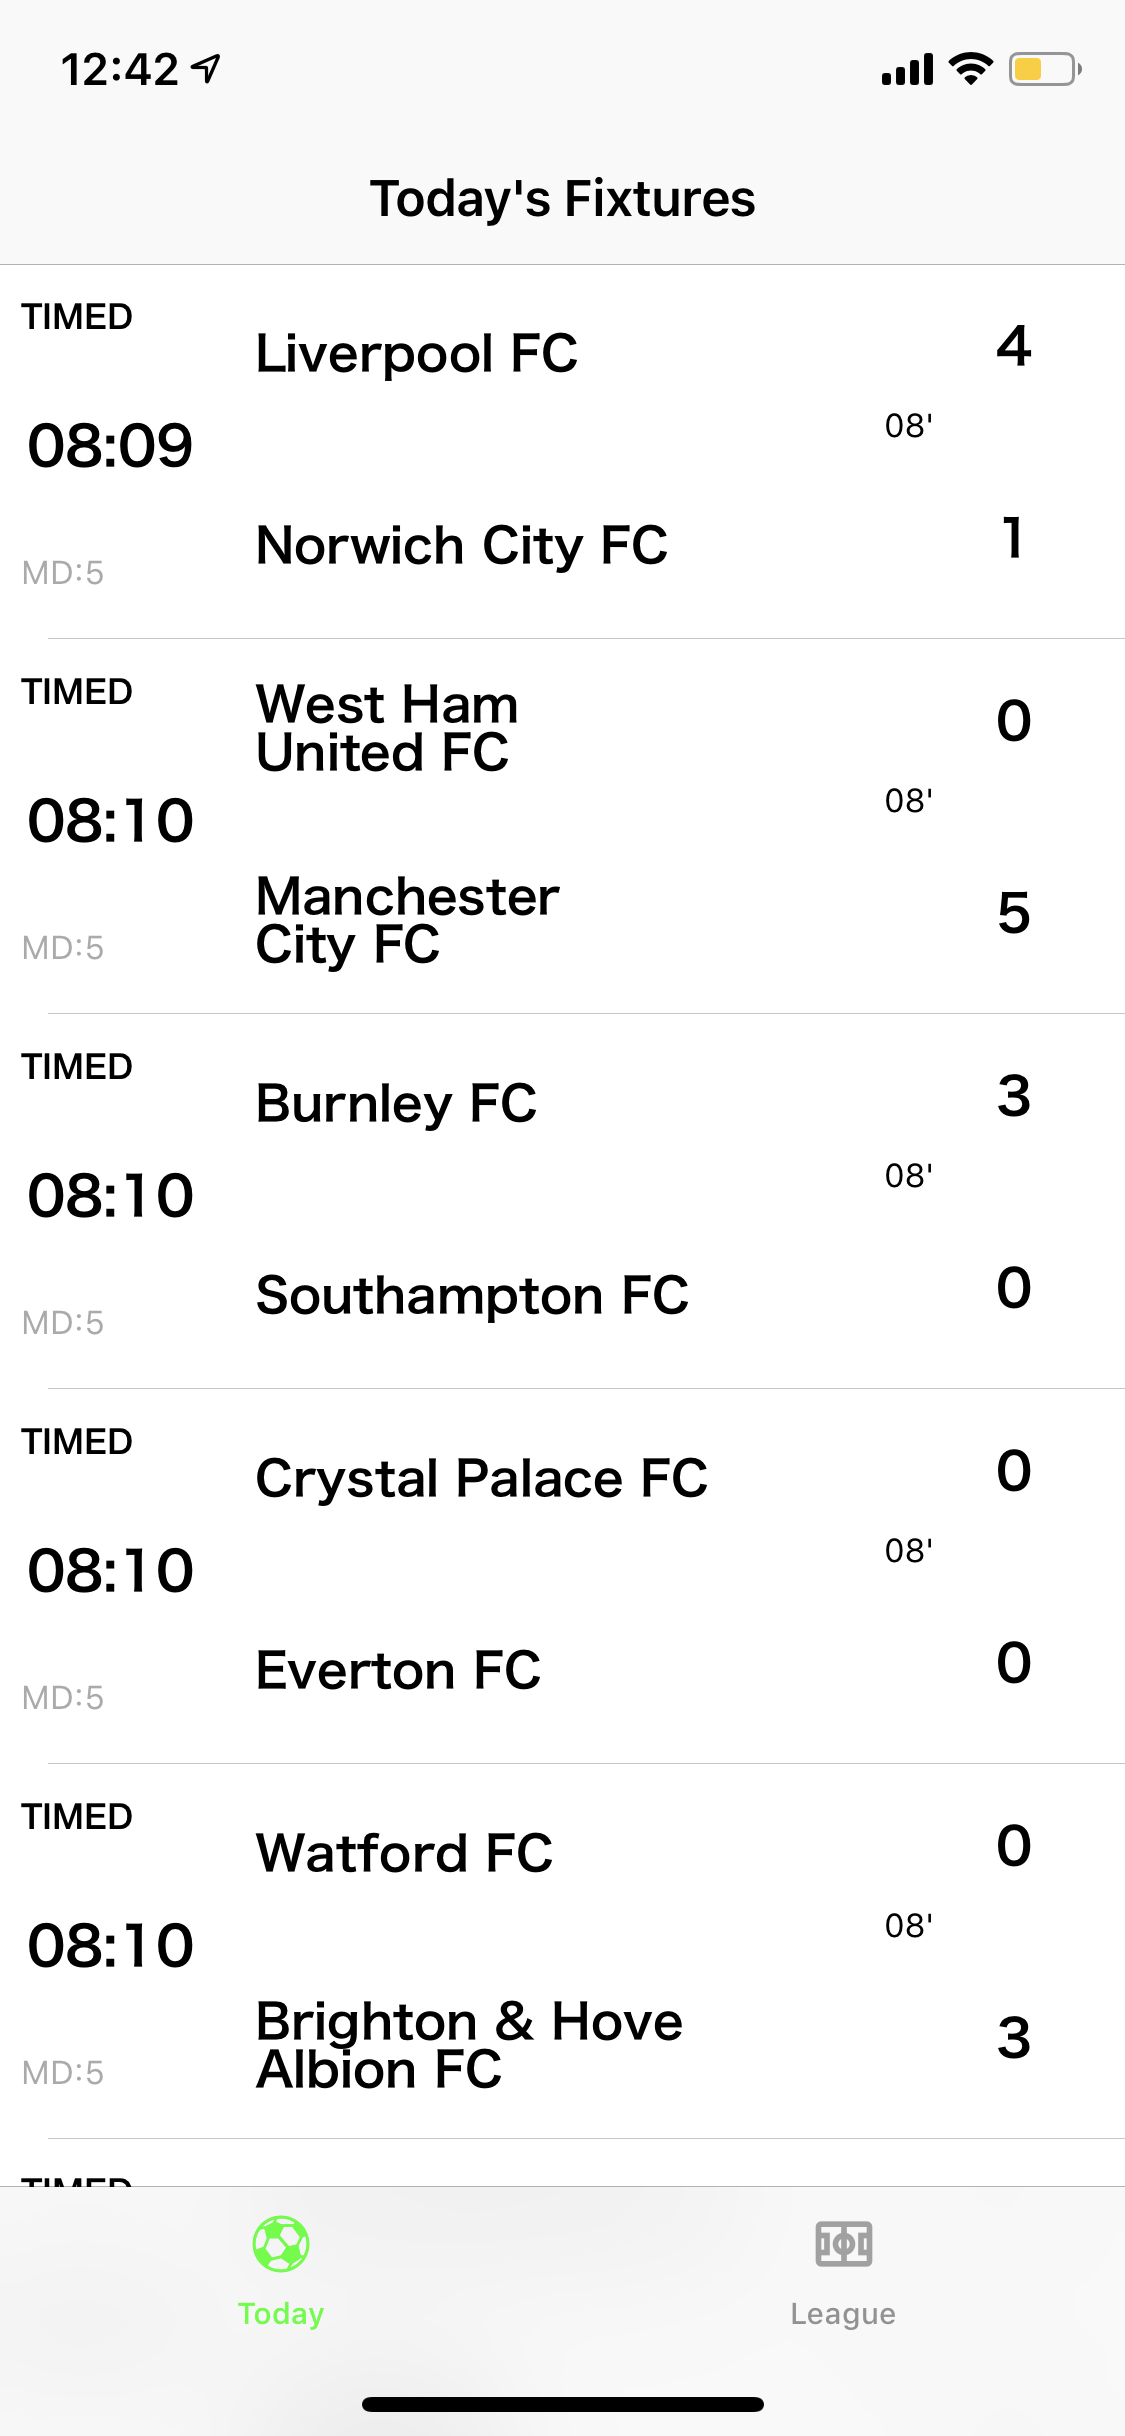 12:42
Today's Fixtures
TIMED
Liverpool FC
4
08:09
08'
Norwich City FC
1
MD:5
TIMED
West Ham
United FC
0
08:10
08'
Manchester
City FC
5
MD:5
TIMED
Burnley FC
3
08:10
08'
Southampton FC
0
MD:5
TIMED
Crystal Palace FC
0
08:10
08'
Everton FC
0
MD:5
TIMED
Watford FC
0
08:10
08'
Brighton & Hove
Albion FC
3
MD:5
TIMED
Today
League